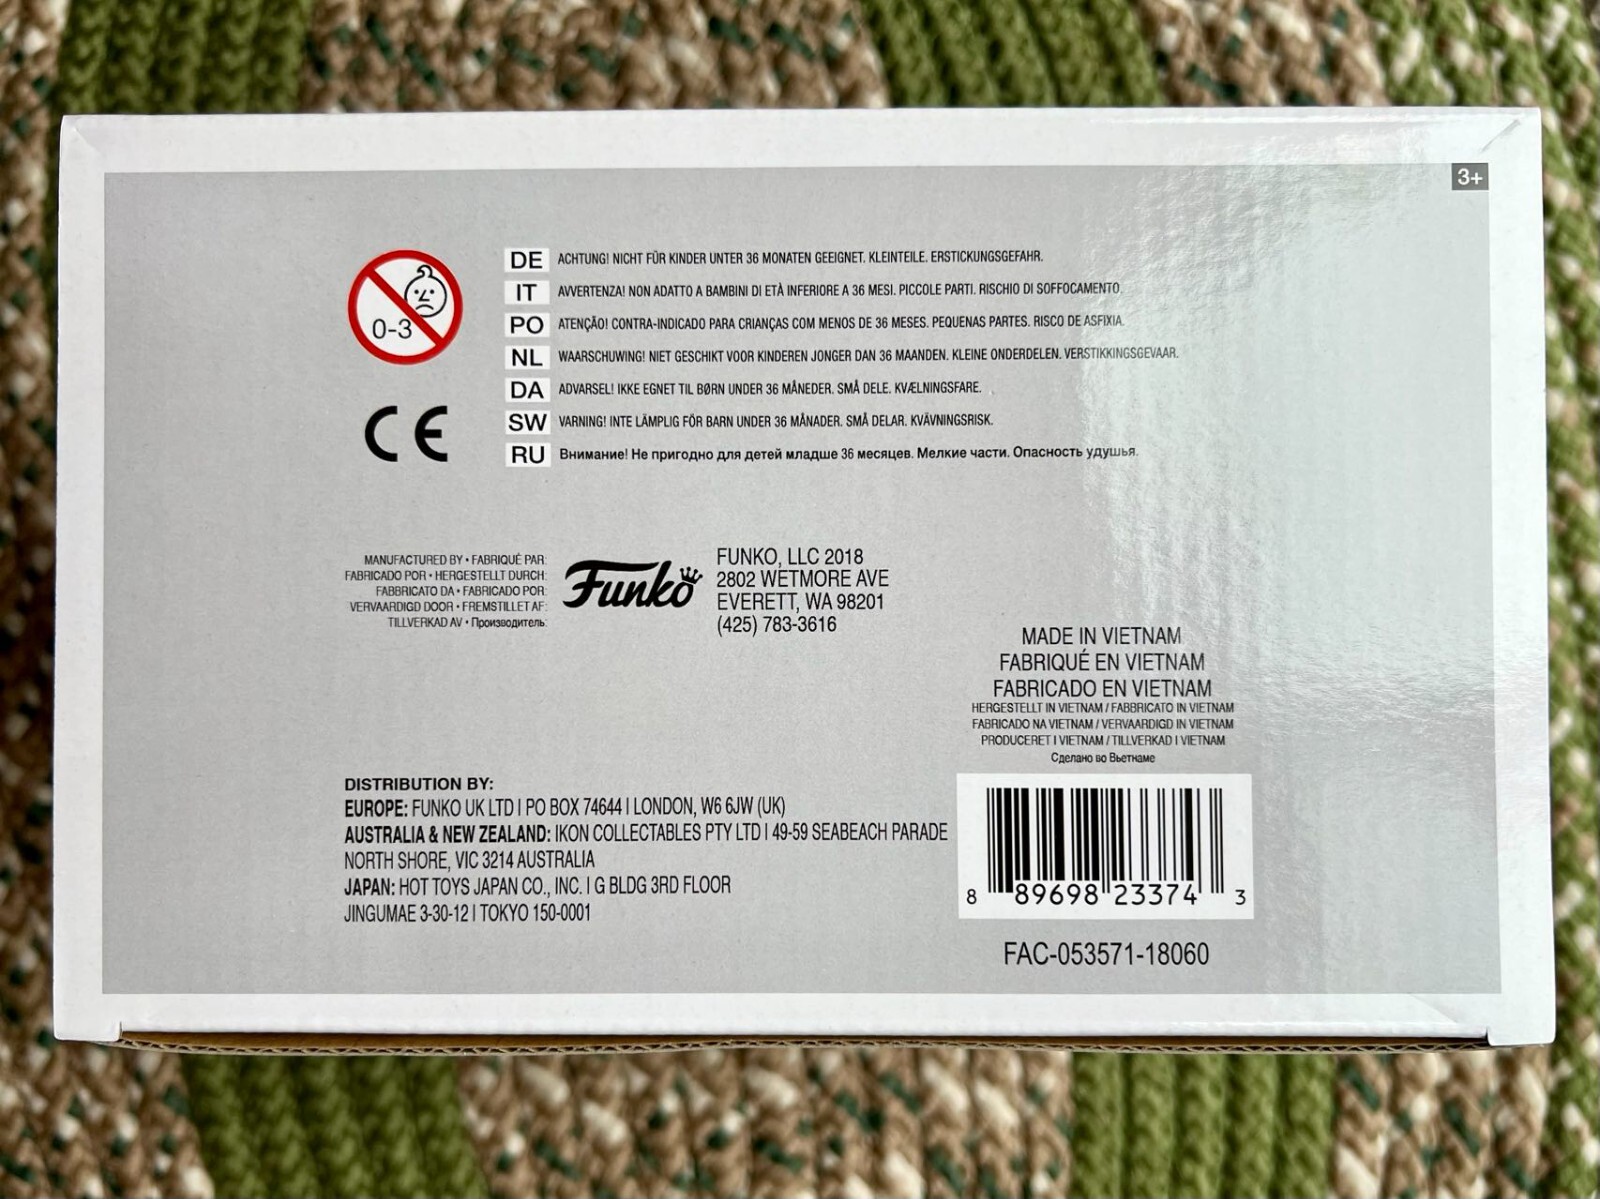 3+
0-3
CE
DE ACHTUNG! NICHT FÜR KINDER UNTER 36 MONATEN GEEIGNET. KLEINTEILE. ERSTICKUNGSGEFAHR.
IT AVVERTENZA! NON ADATTO A BAMBINI DI ETÀ INFERIORE A 36 MESI. PICCOLE PARTI. RISCHIO DI SOFFOCAMENTO.
PO ATENÇÃO! CONTRA-INDICADO PARA CRIANÇAS COM MENOS DE 36 MESES. PEQUENAS PARTES. RISCO DE ASFIXIA.
NL WAARSCHUWING! NIET GESCHIKT VOOR KINDEREN JONGER DAN 36 MAANDEN. KLEINE ONDERDELEN. VERSTIKKINGSGEVAAR.
DA ADVARSEL! IKKE EGNET TIL BØRN UNDER 36 MÅNEDER. SMÅ DELE. KVÆLNINGSFARE.
SW VARNING! INTE LÄMPLIG FÖR BARN UNDER 36 MÅNADER. SMÅ DELAR. KVÄVNINGSRISK.
RU Внимание! Не пригодно для детей младше 36 месяцев. Мелкие части. Опасность удушья.
MANUFACTURED BY • FABRIQUÉ PAR:
FABRICADO POR • HERGESTELLT DURCH:
FABBRICATO DA • FABRICADO POR:
VERVAARDIGD DOOR • FREMSTILLET AF:
TILLVERKAD AV • Производитель:
Funko
FUNKO, LLC 2018
2802 WETMORE AVE
EVERETT, WA 98201
(425) 783-3616
MADE IN VIETNAM
FABRIQUÉ EN VIETNAM
FABRICADO EN VIETNAM
HERGESTELLT IN VIETNAM / FABBRICATO IN VIETNAM
FABRICADO NA VIETNAM / VERVAARDIGD IN VIETNAM
PRODUCERET I VIETNAM / TILLVERKAD I VIETNAM
Сделано во Вьетнаме
DISTRIBUTION BY:
EUROPE: FUNKO UK LTD | PO BOX 74644 | LONDON, W6 6JW (UK)
AUSTRALIA & NEW ZEALAND: IKON COLLECTABLES PTY LTD | 49-59 SEABEACH PARADE
NORTH SHORE, VIC 3214 AUSTRALIA
JAPAN: HOT TOYS JAPAN CO., INC. | G BLDG 3RD FLOOR
JINGUMAE 3-30-12 | TOKYO 150-0001
8 89698 23374 3
FAC-053571-18060